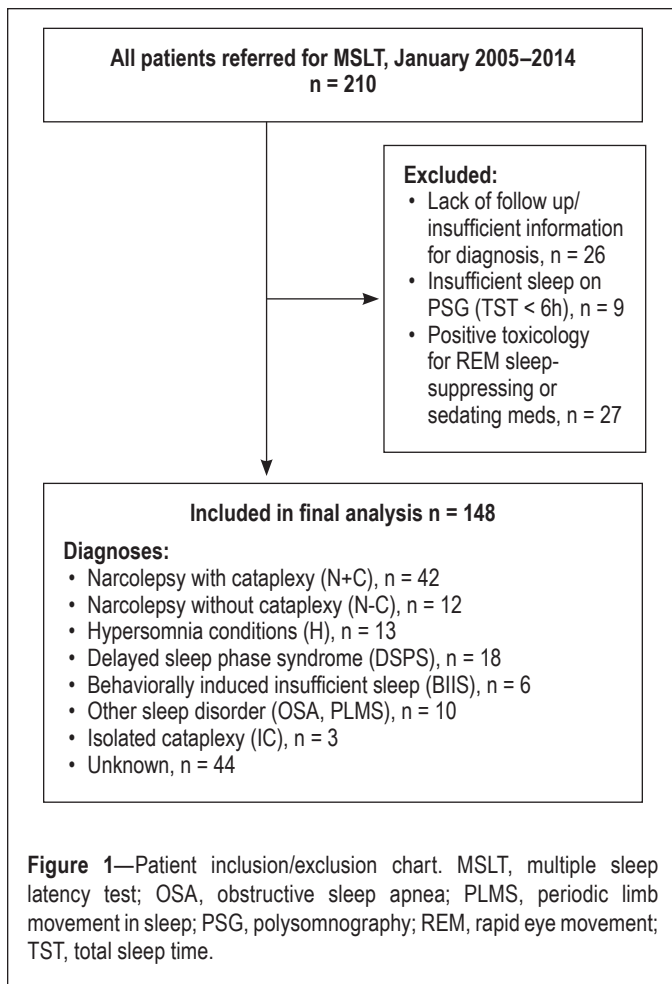 All patients referred for MSLT, January 2005–2014
n = 210
Excluded:
• Lack of follow up/
insufficient information
for diagnosis, n = 26
• Insufficient sleep on
PSG (TST < 6h), n = 9
• Positive toxicology
for REM sleep-
suppressing or
sedating meds, n = 27
Included in final analysis n = 148
Diagnoses:
• Narcolepsy with cataplexy (N+C), n = 42
• Narcolepsy without cataplexy (N-C), n = 12
• Hypersomnia conditions (H), n = 13
• Delayed sleep phase syndrome (DSPS), n = 18
• Behaviorally induced insufficient sleep (BIIS), n = 6
• Other sleep disorder (OSA, PLMS), n = 10
• Isolated cataplexy (IC), n = 3
• Unknown, n = 44
Figure 1—Patient inclusion/exclusion chart. MSLT, multiple sleep
latency test; OSA, obstructive sleep apnea; PLMS, periodic limb
movement in sleep; PSG, polysomnography; REM, rapid eye movement;
TST, total sleep time.